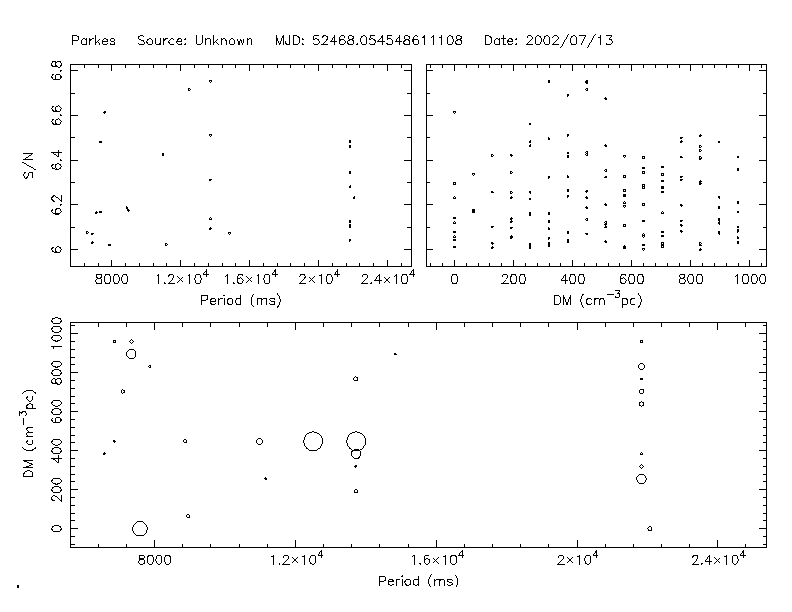 Parkes Source: Unknown MJD: 52468.054548611108 Date: 2002/07/13
6.8
6.6
6.4
6.2
6
S/N
8000 1.2×10⁴ 1.6×10⁴ 2×10⁴ 2.4×10⁴
Period (ms)
0 200 400 600 800 1000
DM (cm⁻³pc)
1000
800
600
400
200
0
DM (cm⁻³pc)
8000 1.2×10⁴ 1.6×10⁴ 2×10⁴ 2.4×10⁴
Period (ms)